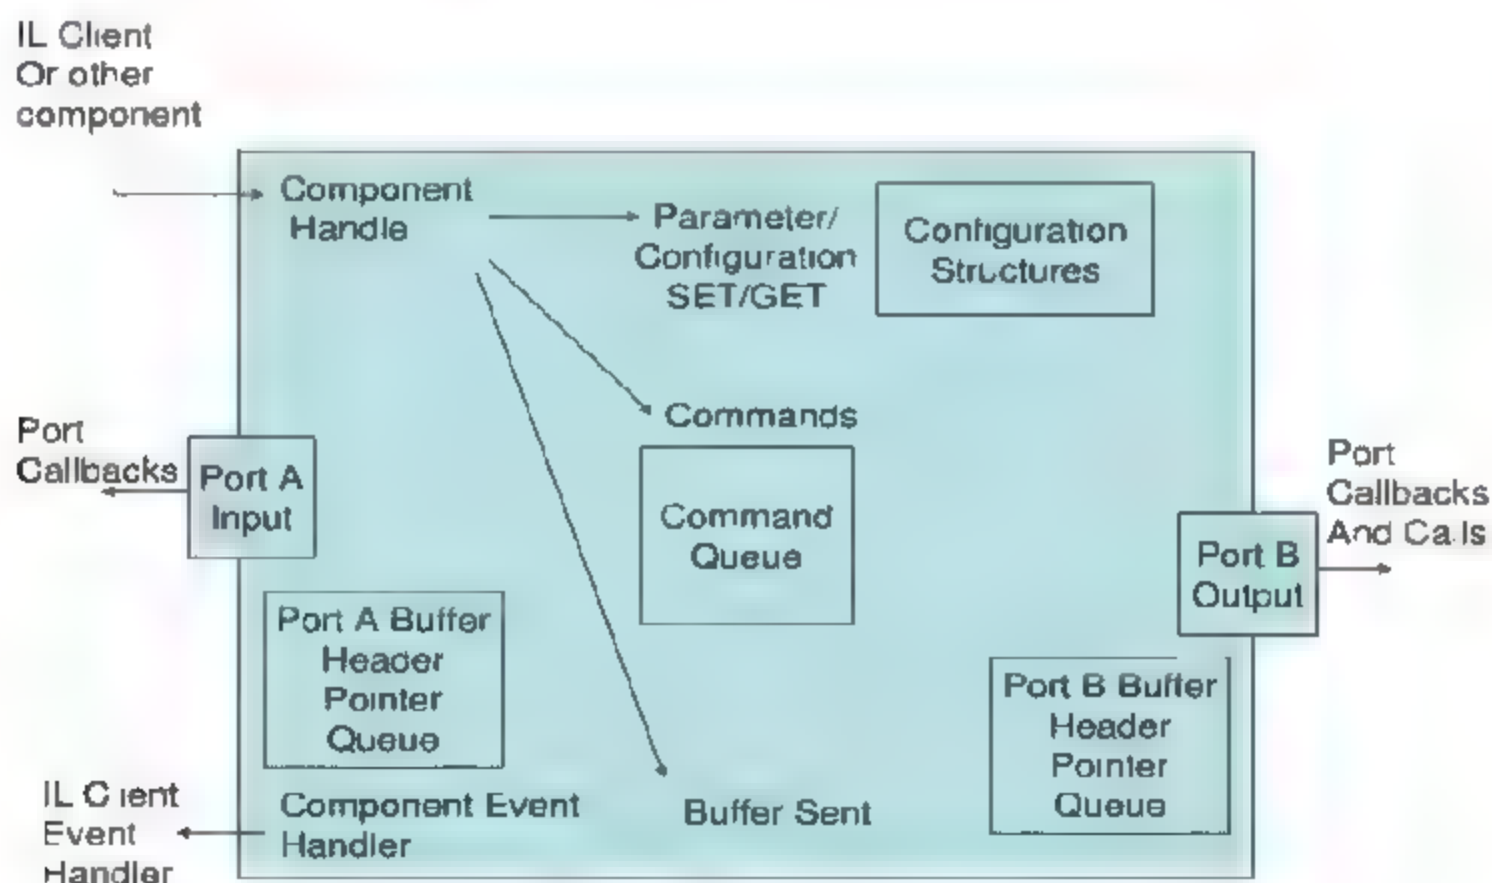 IL Client
Or other
component
Component
Handle
Parameter/
Configuration
SET/GET
Configuration
Structures
Commands
Command
Queue
Port
Callbacks
Port A
Input
Port
Callbacks
And Calls
Port B
Output
Port A Buffer
Header
Pointer
Queue
Port B Buffer
Header
Pointer
Queue
IL Client
Event
Handler
Component Event
Handler
Buffer Sent